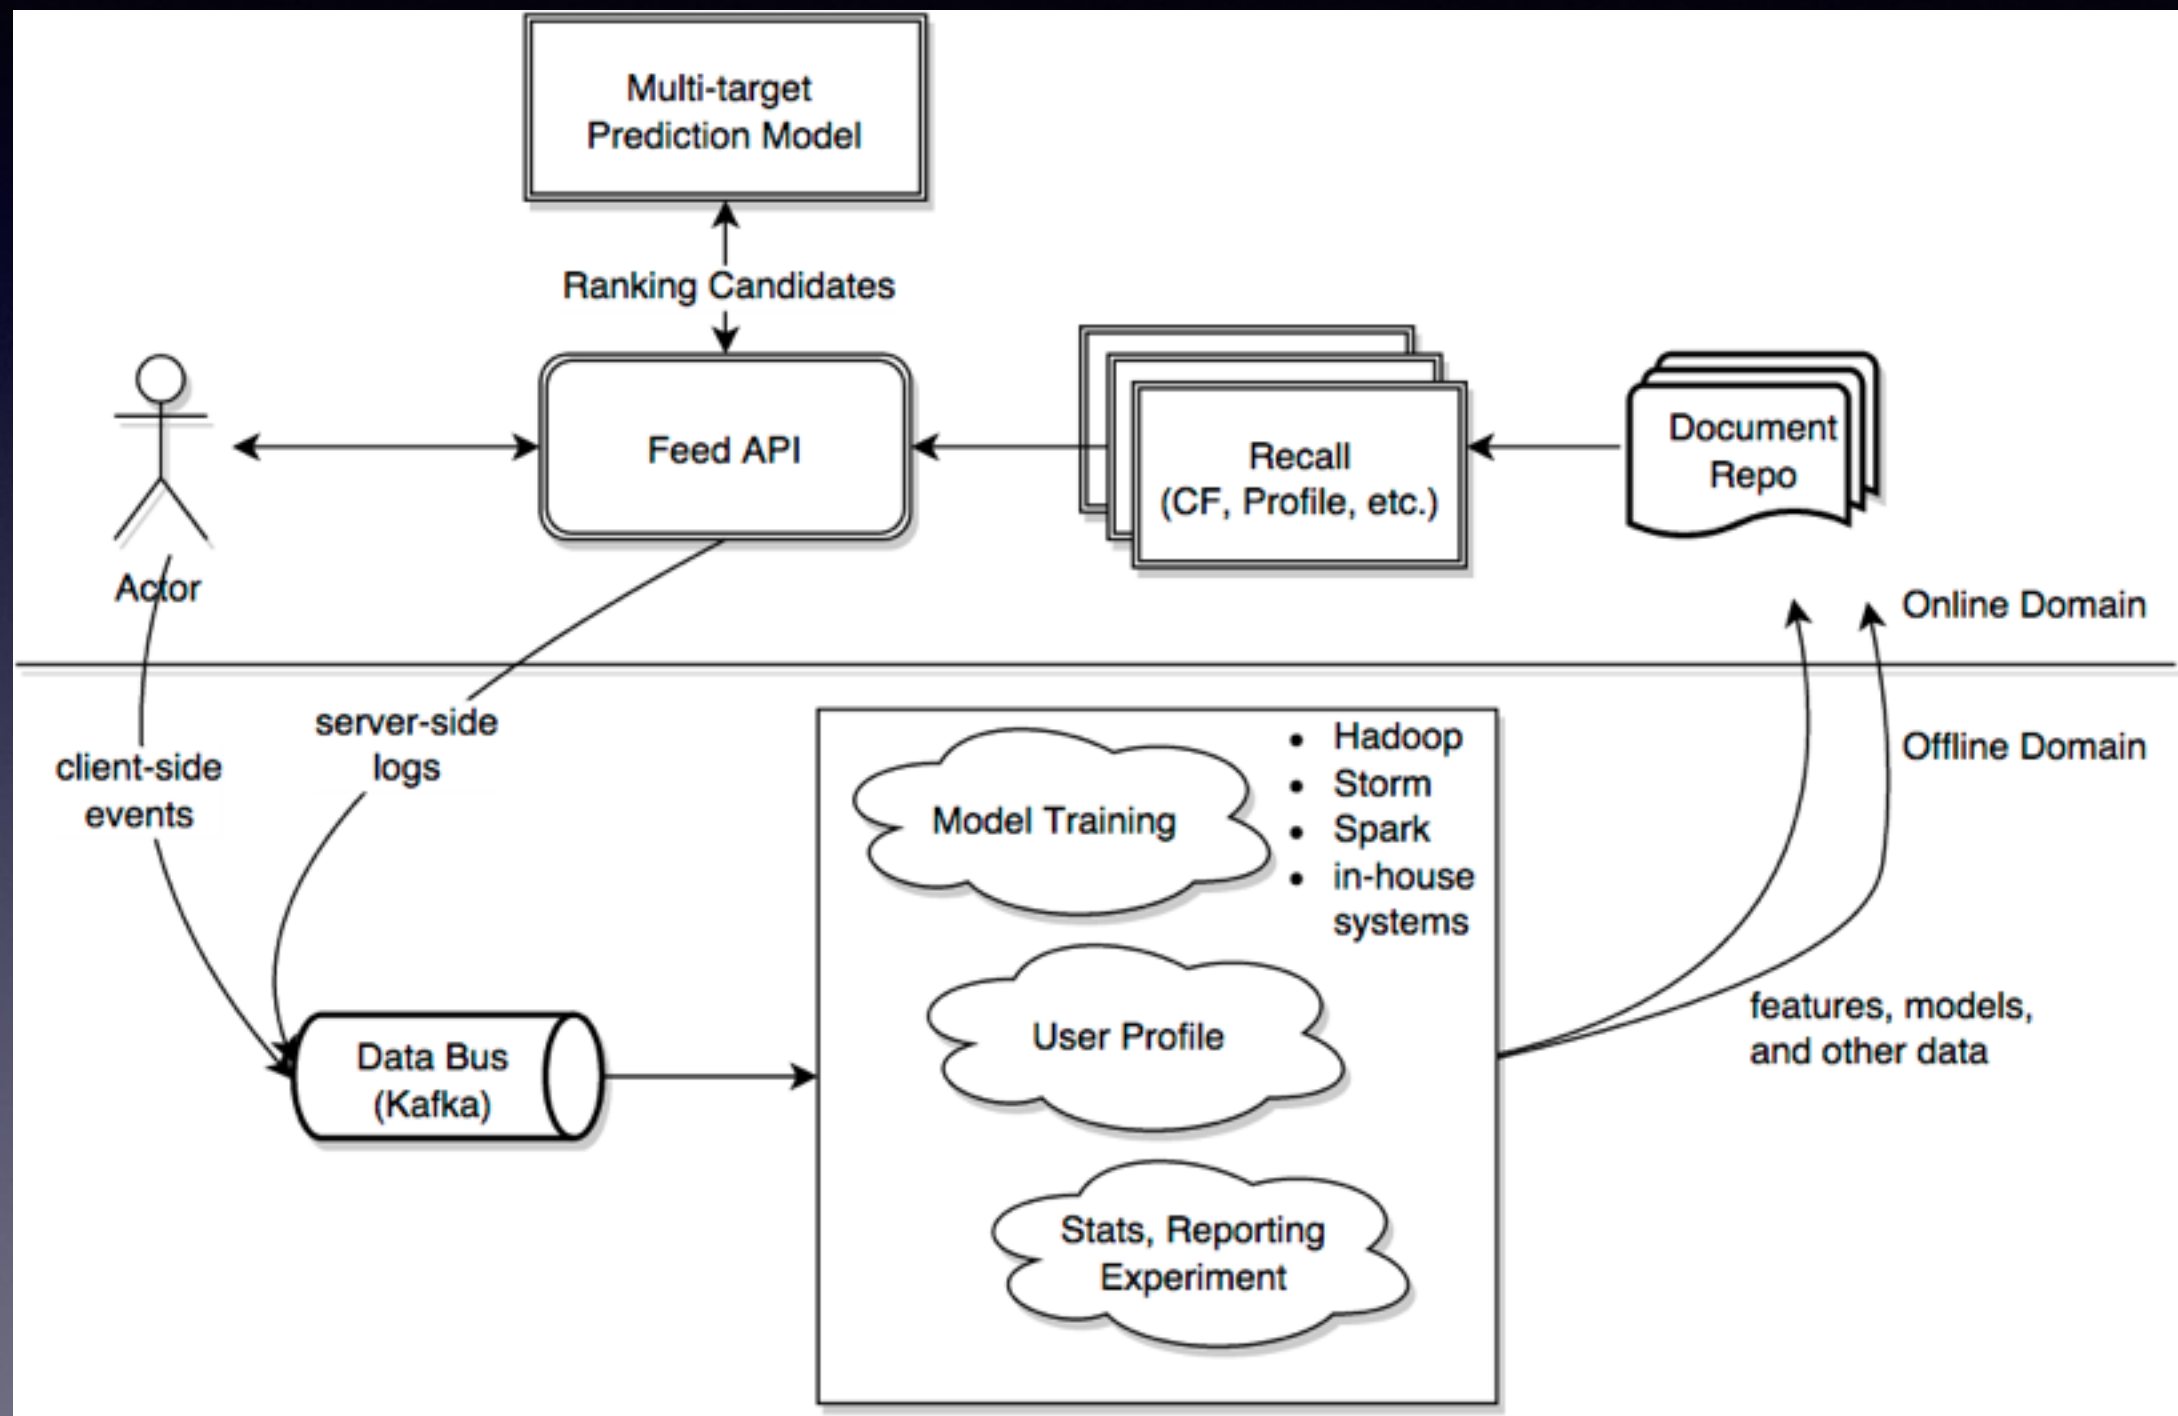 Multi-target
Prediction Model
Ranking Candidates
Actor
Feed API
Recall
(CF, Profile, etc.)
Document
Repo
Online Domain
Offline Domain
client-side
events
server-side
logs
Data Bus
(Kafka)
Model Training
• Hadoop
• Storm
• Spark
• in-house
systems
User Profile
Stats, Reporting
Experiment
features, models,
and other data